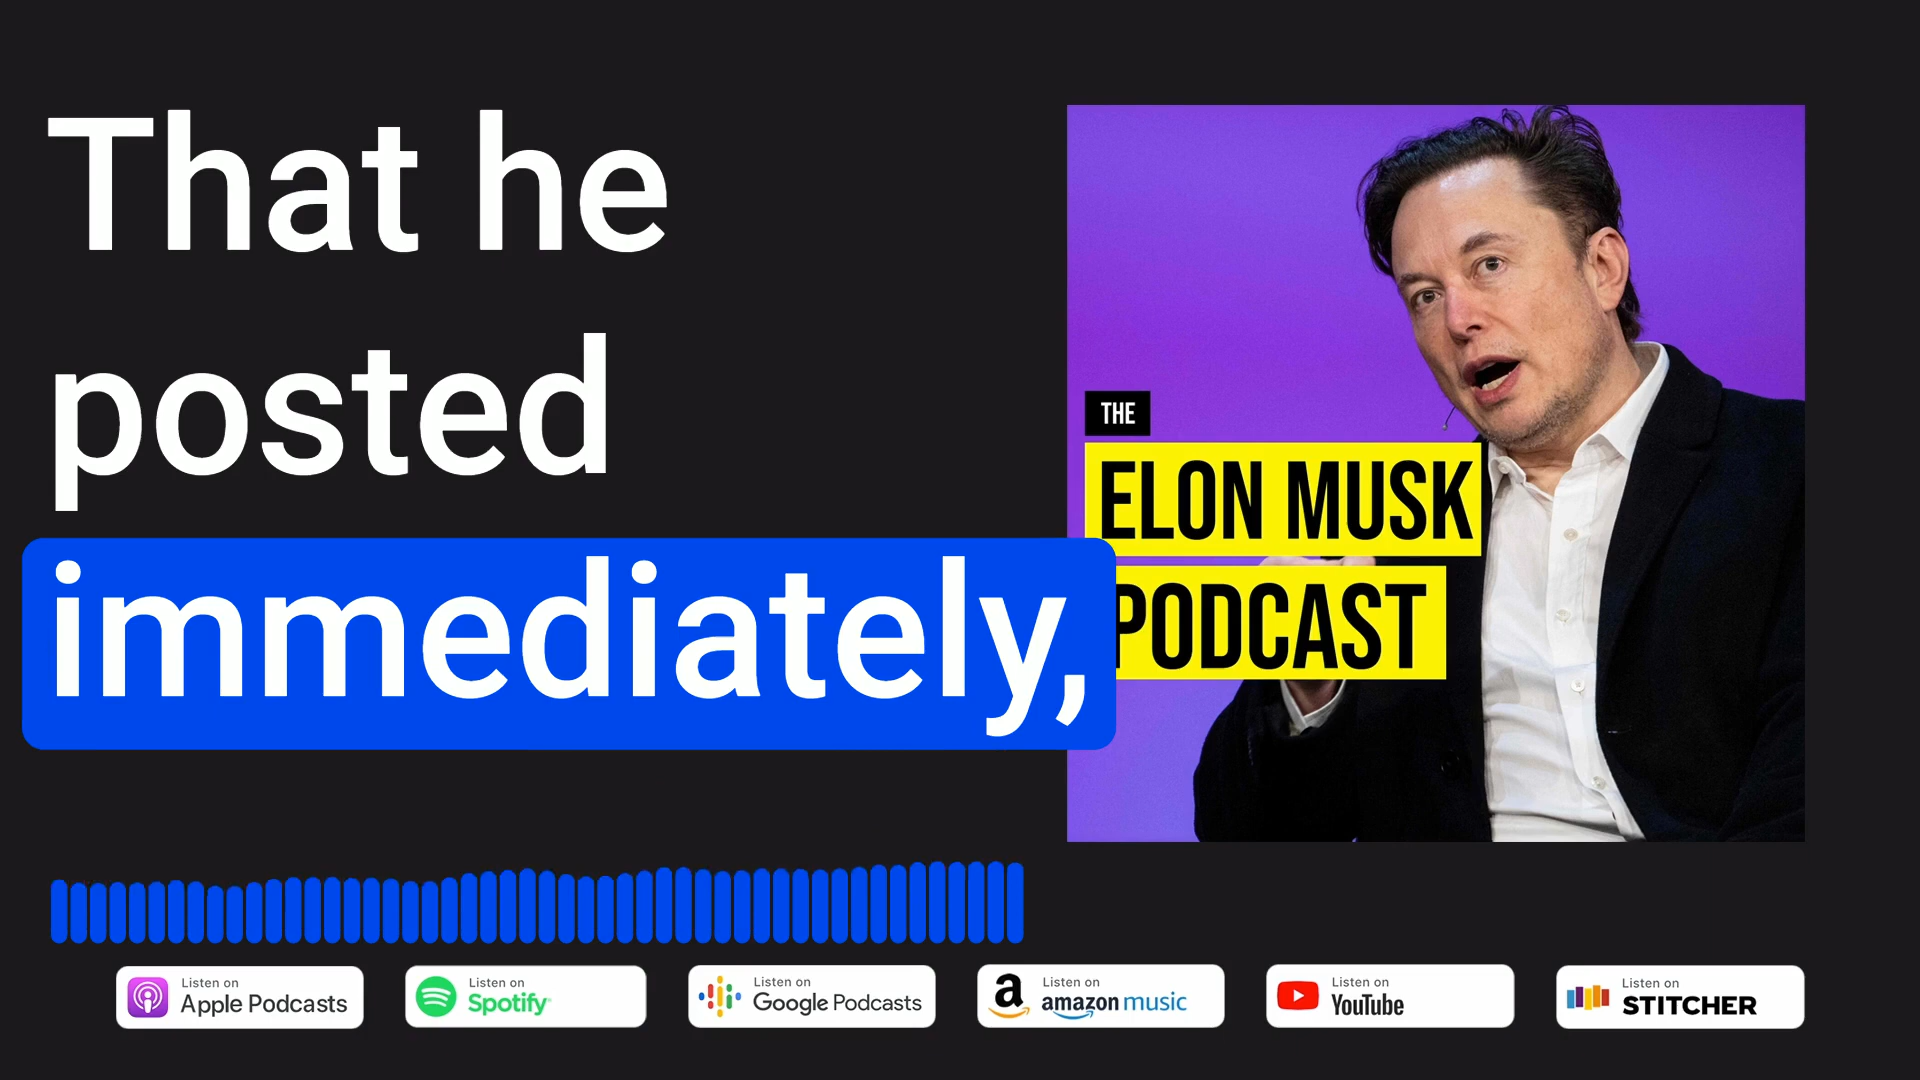 That he
posted
immediately,
THE
ELON MUSK
PODCAST
Listen on
Apple Podcasts
Listen on
Spotify
Listen on
Google Podcasts
a
Listen on
amazon music
Listen on
YouTube
Listen on
STITCHER